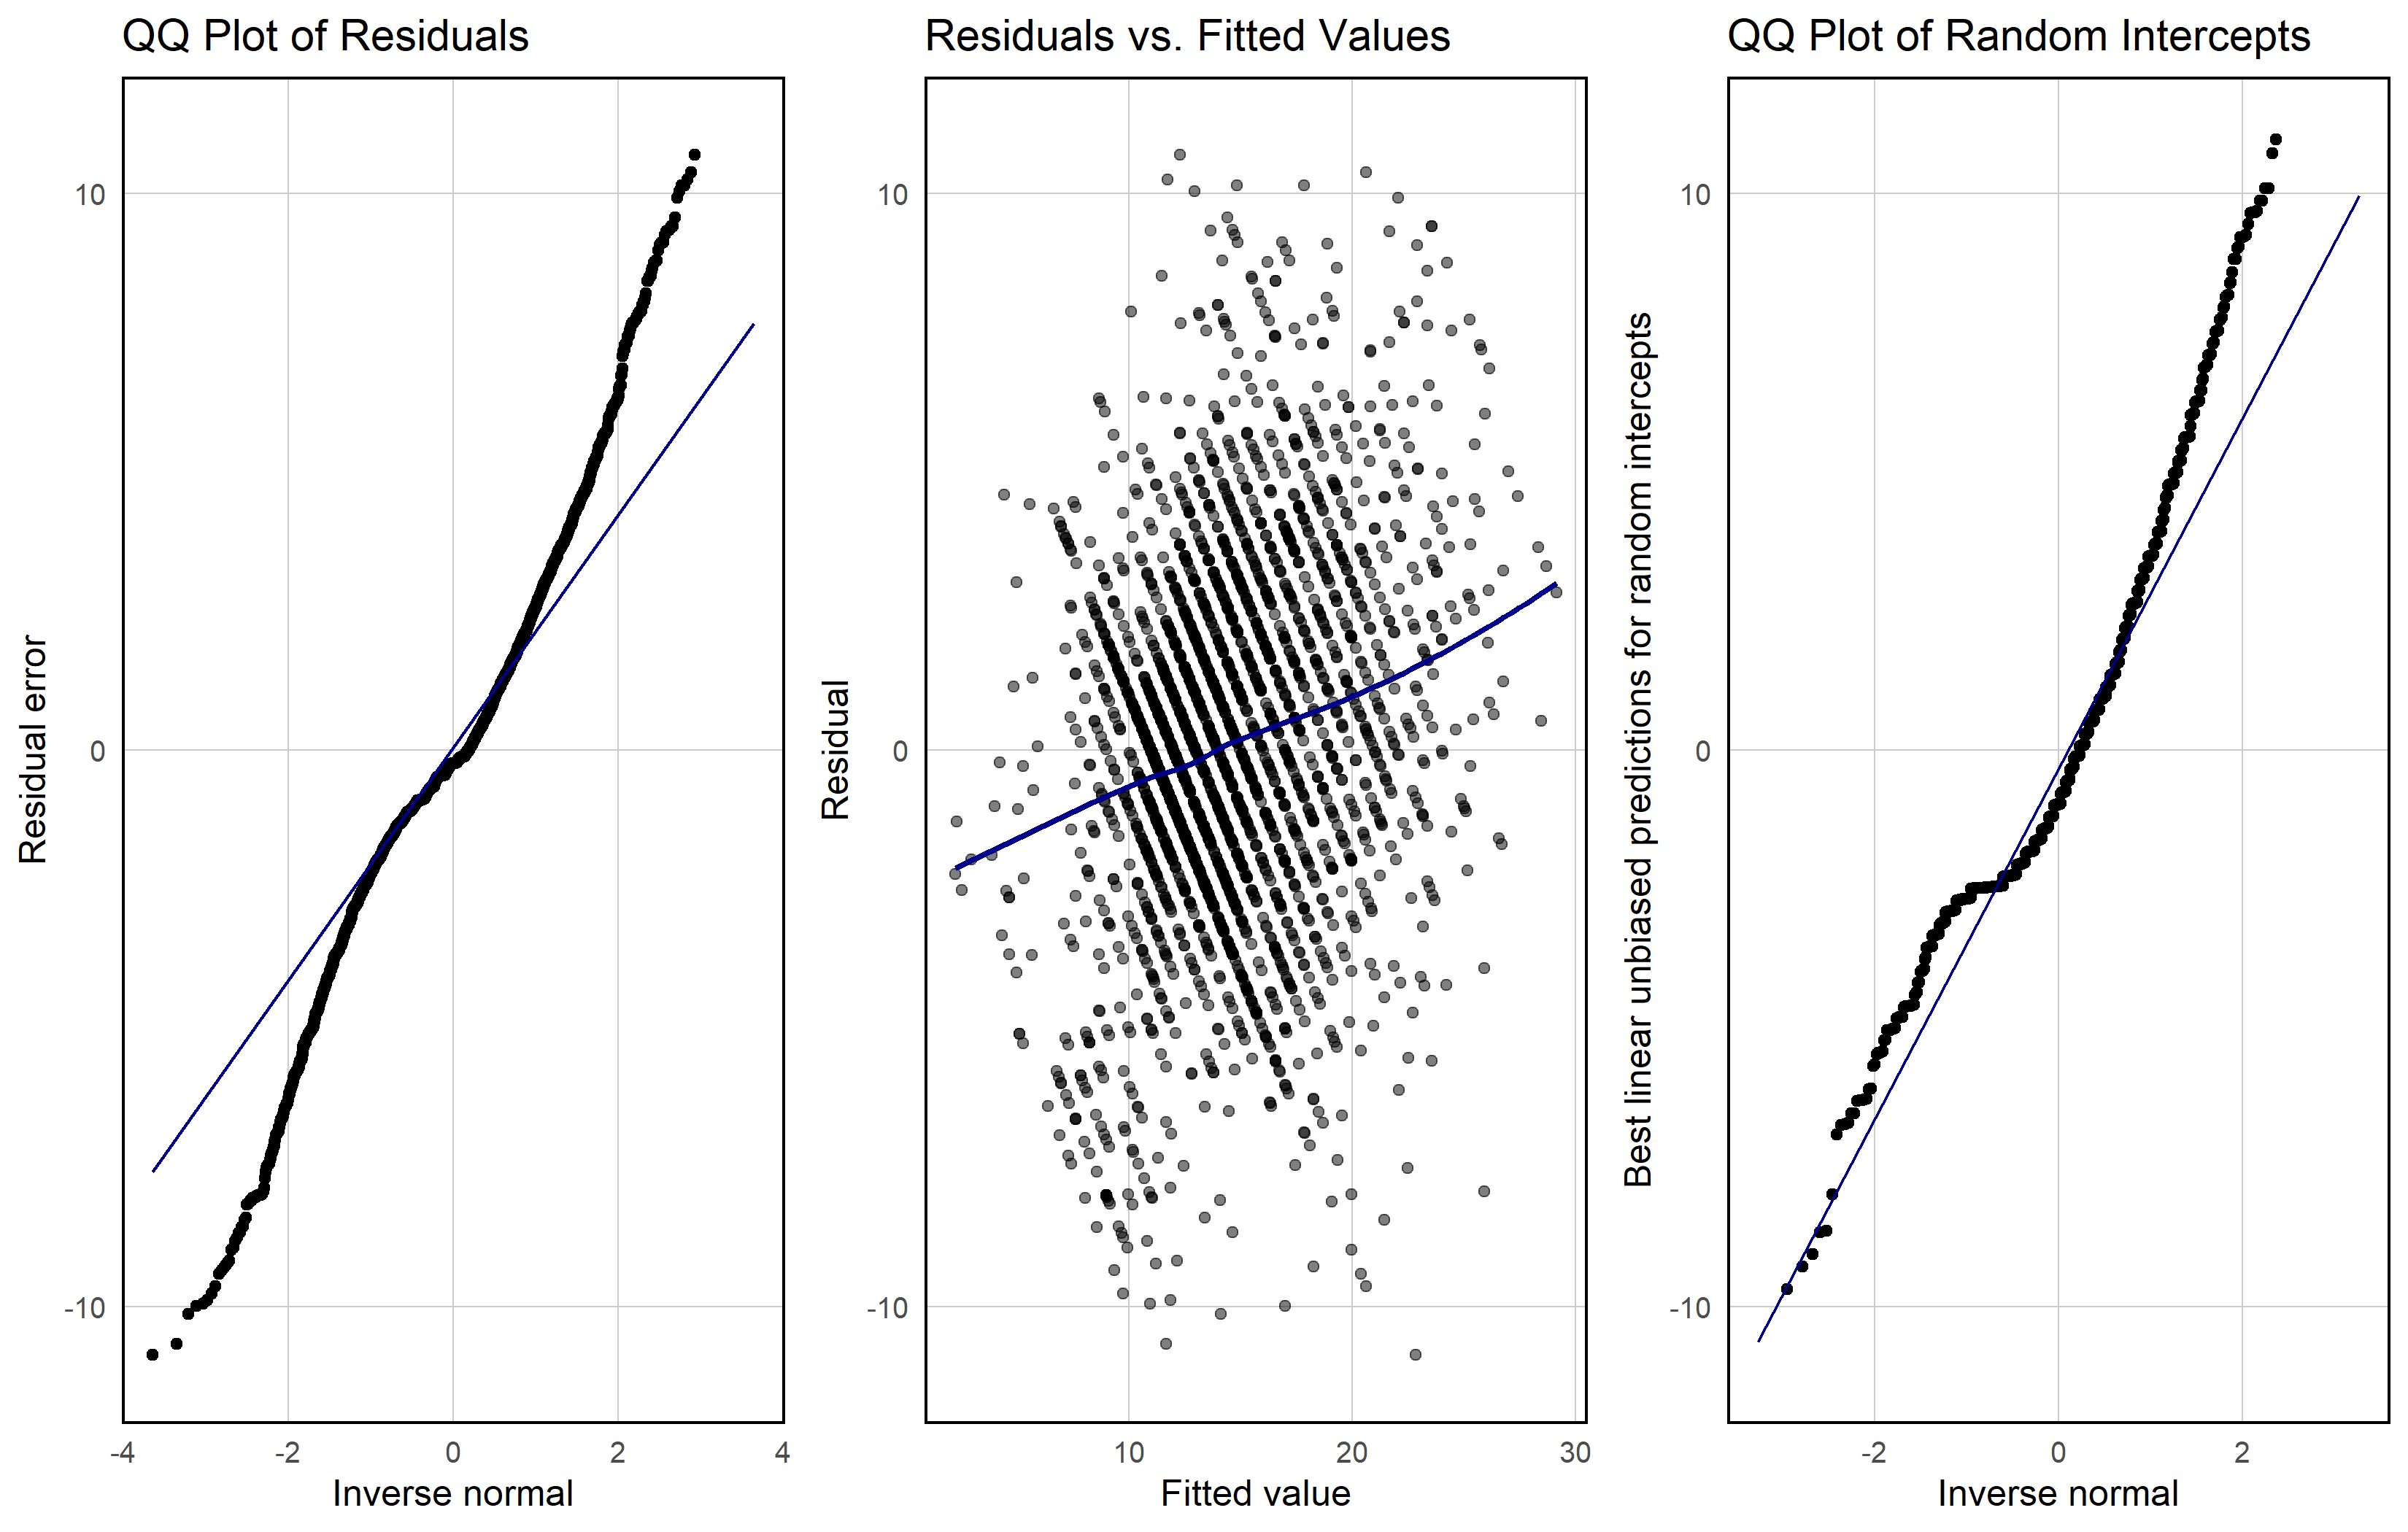 QQ Plot of Residuals
Residual error
10
0
-10
-4 -2 0 2 4
Inverse normal
Residuals vs. Fitted Values
Residual
10
0
-10
10 20 30
Fitted value
QQ Plot of Random Intercepts
Best linear unbiased predictions for random intercepts
10
0
-10
-2 0 2
Inverse normal